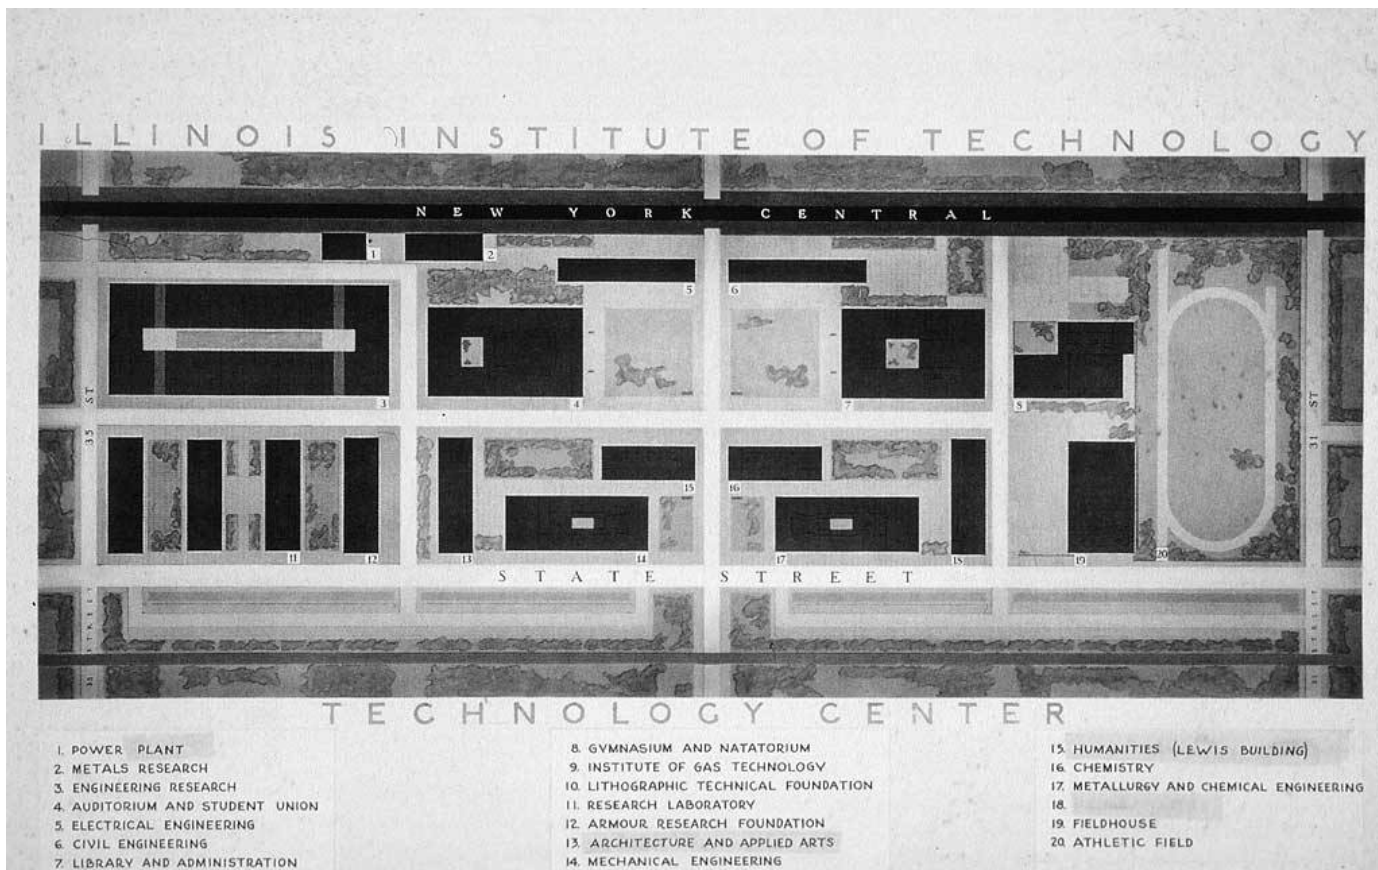 ILLINOIS INSTITUTE OF TECHNOLOGY
NEW YORK CENTRAL
1
2
5
6
35 ST
3
4
7
8
31 ST
15
16
11
12
13
14
17
18
19
20
STATE STREET
TECHNOLOGY CENTER
1. POWER PLANT
2. METALS RESEARCH
3. ENGINEERING RESEARCH
4. AUDITORIUM AND STUDENT UNION
5. ELECTRICAL ENGINEERING
6. CIVIL ENGINEERING
7. LIBRARY AND ADMINISTRATION
8. GYMNASIUM AND NATATORIUM
9. INSTITUTE OF GAS TECHNOLOGY
10. LITHOGRAPHIC TECHNICAL FOUNDATION
11. RESEARCH LABORATORY
12. ARMOUR RESEARCH FOUNDATION
13. ARCHITECTURE AND APPLIED ARTS
14. MECHANICAL ENGINEERING
15. HUMANITIES (LEWIS BUILDING)
16. CHEMISTRY
17. METALLURGY AND CHEMICAL ENGINEERING
18.
19. FIELDHOUSE
20. ATHLETIC FIELD